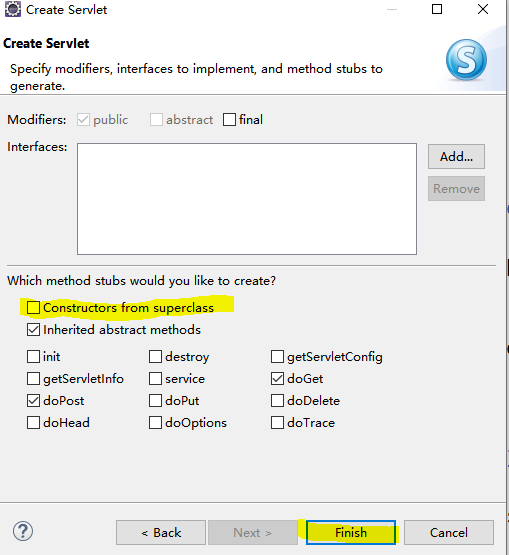 Create Servlet
Create Servlet
Specify modifiers, interfaces to implement, and method stubs to
generate.
S
Modifiers: public abstract final
Interfaces:
Add...
Remove
Which method stubs would you like to create?
Constructors from superclass
Inherited abstract methods
init destroy getServletConfig
getServletInfo service doGet
doPost doPut doDelete
doHead doOptions doTrace
? < Back Next > Finish Cancel